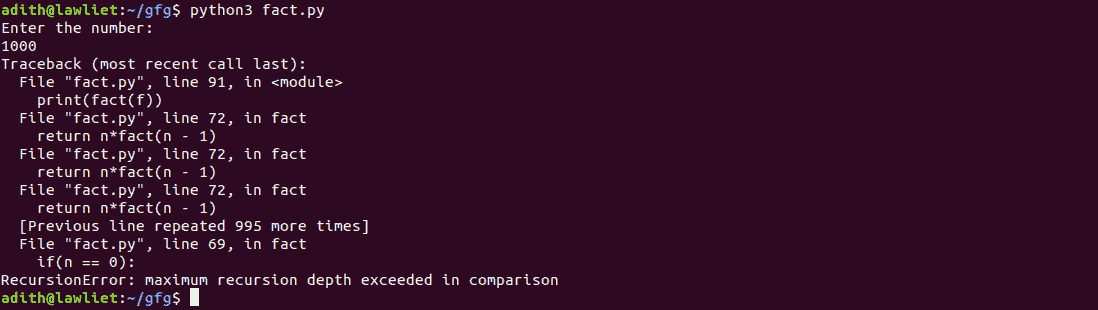 adith@lawliet:~/gfg$ python3 fact.py
Enter the number:
1000
Traceback (most recent call last):
  File "fact.py", line 91, in <module>
    print(fact(f))
  File "fact.py", line 72, in fact
    return n*fact(n - 1)
  File "fact.py", line 72, in fact
    return n*fact(n - 1)
  File "fact.py", line 72, in fact
    return n*fact(n - 1)
  [Previous line repeated 995 more times]
  File "fact.py", line 69, in fact
    if(n == 0):
RecursionError: maximum recursion depth exceeded in comparison
adith@lawliet:~/gfg$